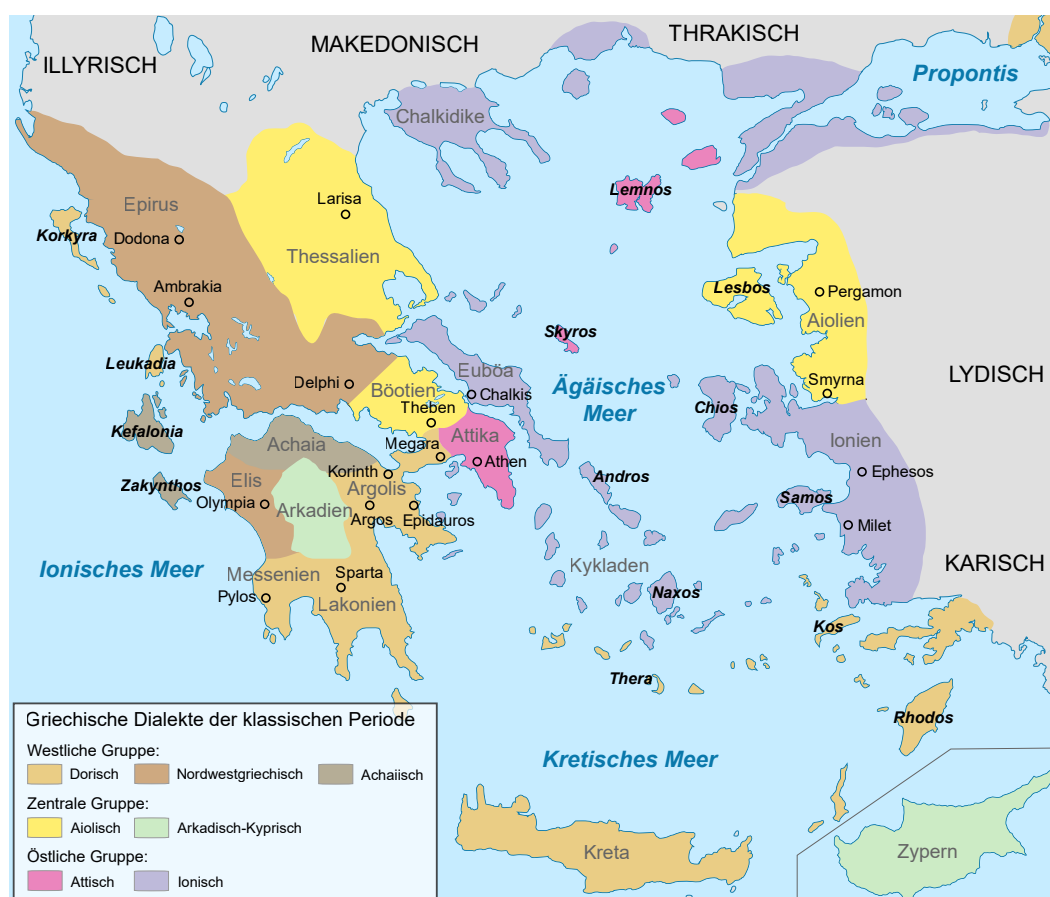 MAKEDONISCH
THRAKISCH
ILLYRISCH
Propontis
Chalkidike
Lemnos
Larisa
Epirus
Korkyra
Dodona
Thessalien
Ambrakia
Lesbos
Pergamon
Aiolien
Skyros
Leukadia
Euböa
Delphi
Böotien
Chalkis
Ägäisches
Meer
Smyrna
LYDISCH
Theben
Chios
Kefalonia
Achaia
Megara
Attika
Ionien
Athen
Korinth
Ephesos
Andros
Zakynthos
Elis
Olympia
Arkadien
Argolis
Argos
Epidauros
Samos
Milet
Ionisches Meer
Messenien
Sparta
Kykladen
KARISCH
Pylos
Lakonien
Naxos
Kos
Thera
Rhodos
Kretisches Meer
Kreta
Zypern
Griechische Dialekte der klassischen Periode
Westliche Gruppe:
Dorisch Nordwestgriechisch Achaiisch
Zentrale Gruppe:
Aiolisch Arkadisch-Kyprisch
Östliche Gruppe:
Attisch Ionisch